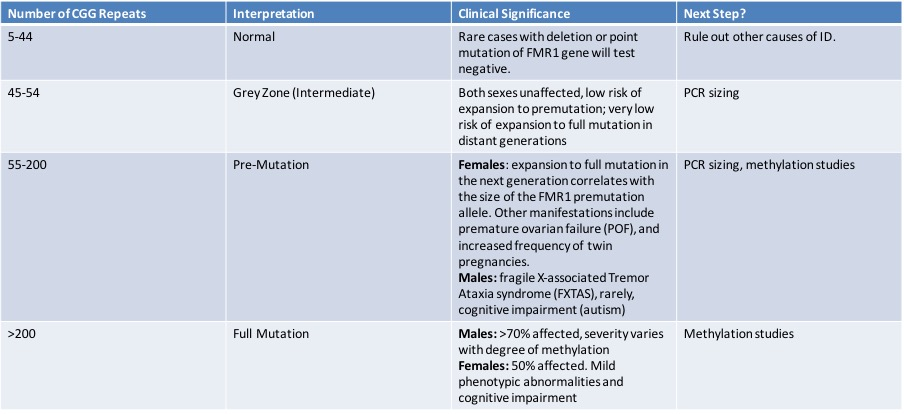 Number of CGG Repeats
Interpretation
Clinical Significance
Next Step?
5-44
Normal
Rare cases with deletion or point
mutation of FMR1 gene will test
negative.
Rule out other causes of ID.
45-54
Grey Zone (Intermediate)
Both sexes unaffected, low risk of
expansion to premutation; very low
risk of expansion to full mutation in
distant generations
PCR sizing
55-200
Pre-Mutation
Females: expansion to full mutation in
the next generation correlates with
the size of the FMR1 premutation
allele. Other manifestations include
premature ovarian failure (POF), and
increased frequency of twin
pregnancies.
Males: fragile X-associated Tremor
Ataxia syndrome (FXTAS), rarely,
cognitive impairment (autism)
PCR sizing, methylation studies
>200
Full Mutation
Males: >70% affected, severity varies
with degree of methylation
Females: 50% affected. Mild
phenotypic abnormalities and
cognitive impairment
Methylation studies